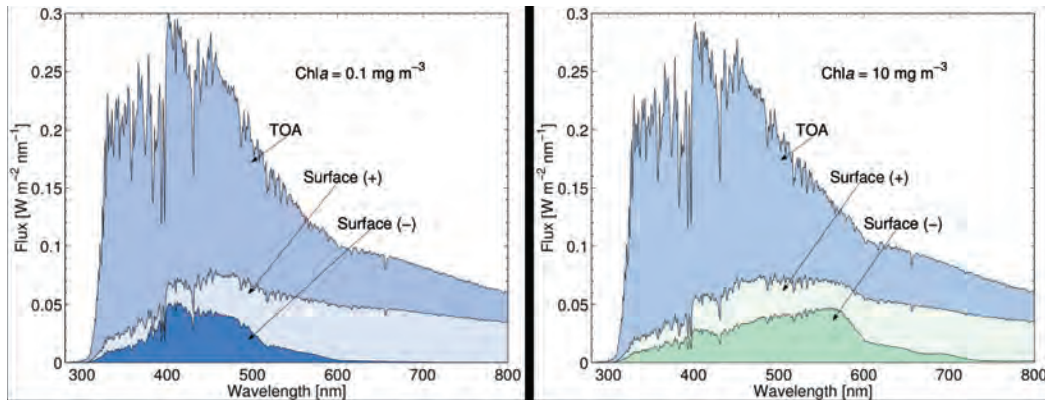 0.3
0.25
0.2
0.15
0.1
0.05
0
Flux [W m⁻² nm⁻¹]
Chla = 0.1 mg m⁻³
TOA
Surface (+)
Surface (−)
300 400 500 600 700 800
Wavelength [nm]
0.3
0.25
0.2
0.15
0.1
0.05
0
Flux [W m⁻² nm⁻¹]
Chla = 10 mg m⁻³
TOA
Surface (+)
Surface (−)
300 400 500 600 700 800
Wavelength [nm]